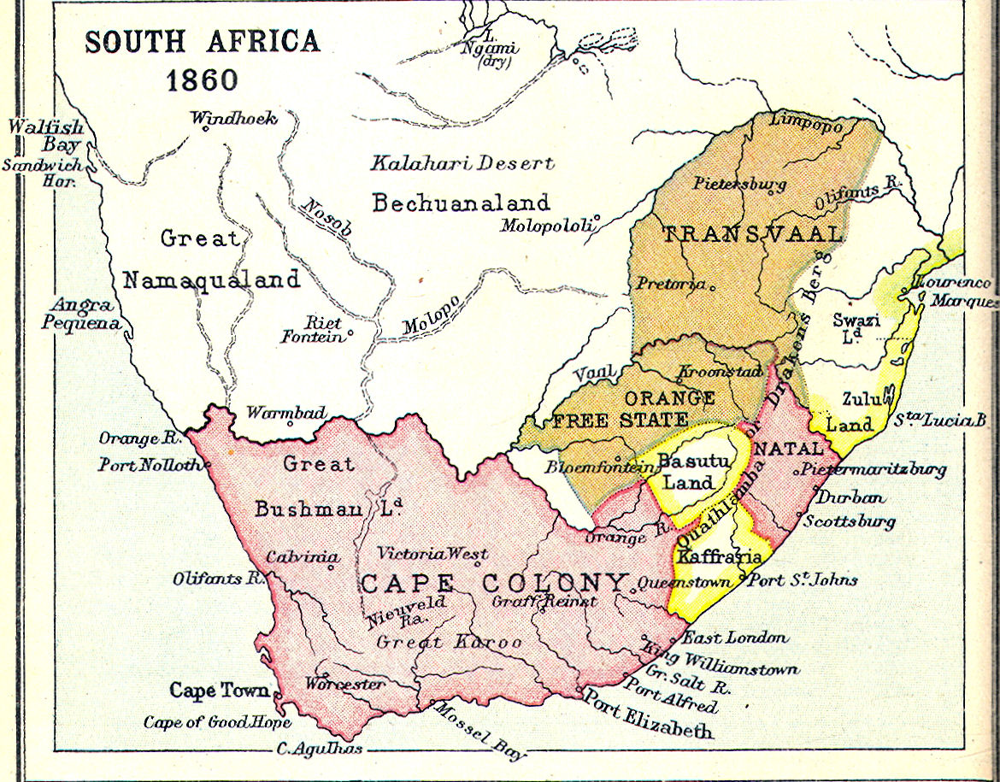 SOUTH AFRICA
1860
L.
Ngami
(dry)
Windhoek
Walfish
Bay
Sandwich
Har.
Kalahari Desert
Bechuanaland
Molopololi
Nosob
Great
Namaqualand
Limpopo
Pietersburg
Olifants R.
TRANSVAAL
Pretoria
Lourenco
Marques
Angra
Pequena
Riet
Fontein
Molopo
Swazi
Ld
Vaal
Kroonstad
Drakens Berg
ORANGE
FREE STATE
Zulu
Land
Sta Lucia B
Warmbad
Orange R.
Port Nolloth
Great
Bushman Ld
Bloemfontein
Basutu
Land
or
Quathlamba
NATAL
Pietermaritzburg
Durban
Scottsburg
Orange R.
Kaffraria
Calvinia
Victoria West
Olifants R.
CAPE COLONY
Queenstown
Port St. Johns
Nieuveld
Ra.
Graff Reinet
Great Karoo
East London
King Williamstown
Gr. Salt R.
Port Alfred
Port Elizabeth
Cape Town
Worcester
Cape of Good Hope
Mossel Bay
C. Agulhas